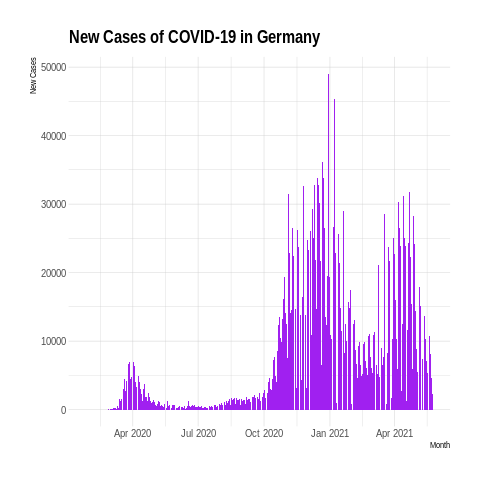 New Cases of COVID-19 in Germany
New Cases
50000
40000
30000
20000
10000
0
Apr 2020 Jul 2020 Oct 2020 Jan 2021 Apr 2021
Month